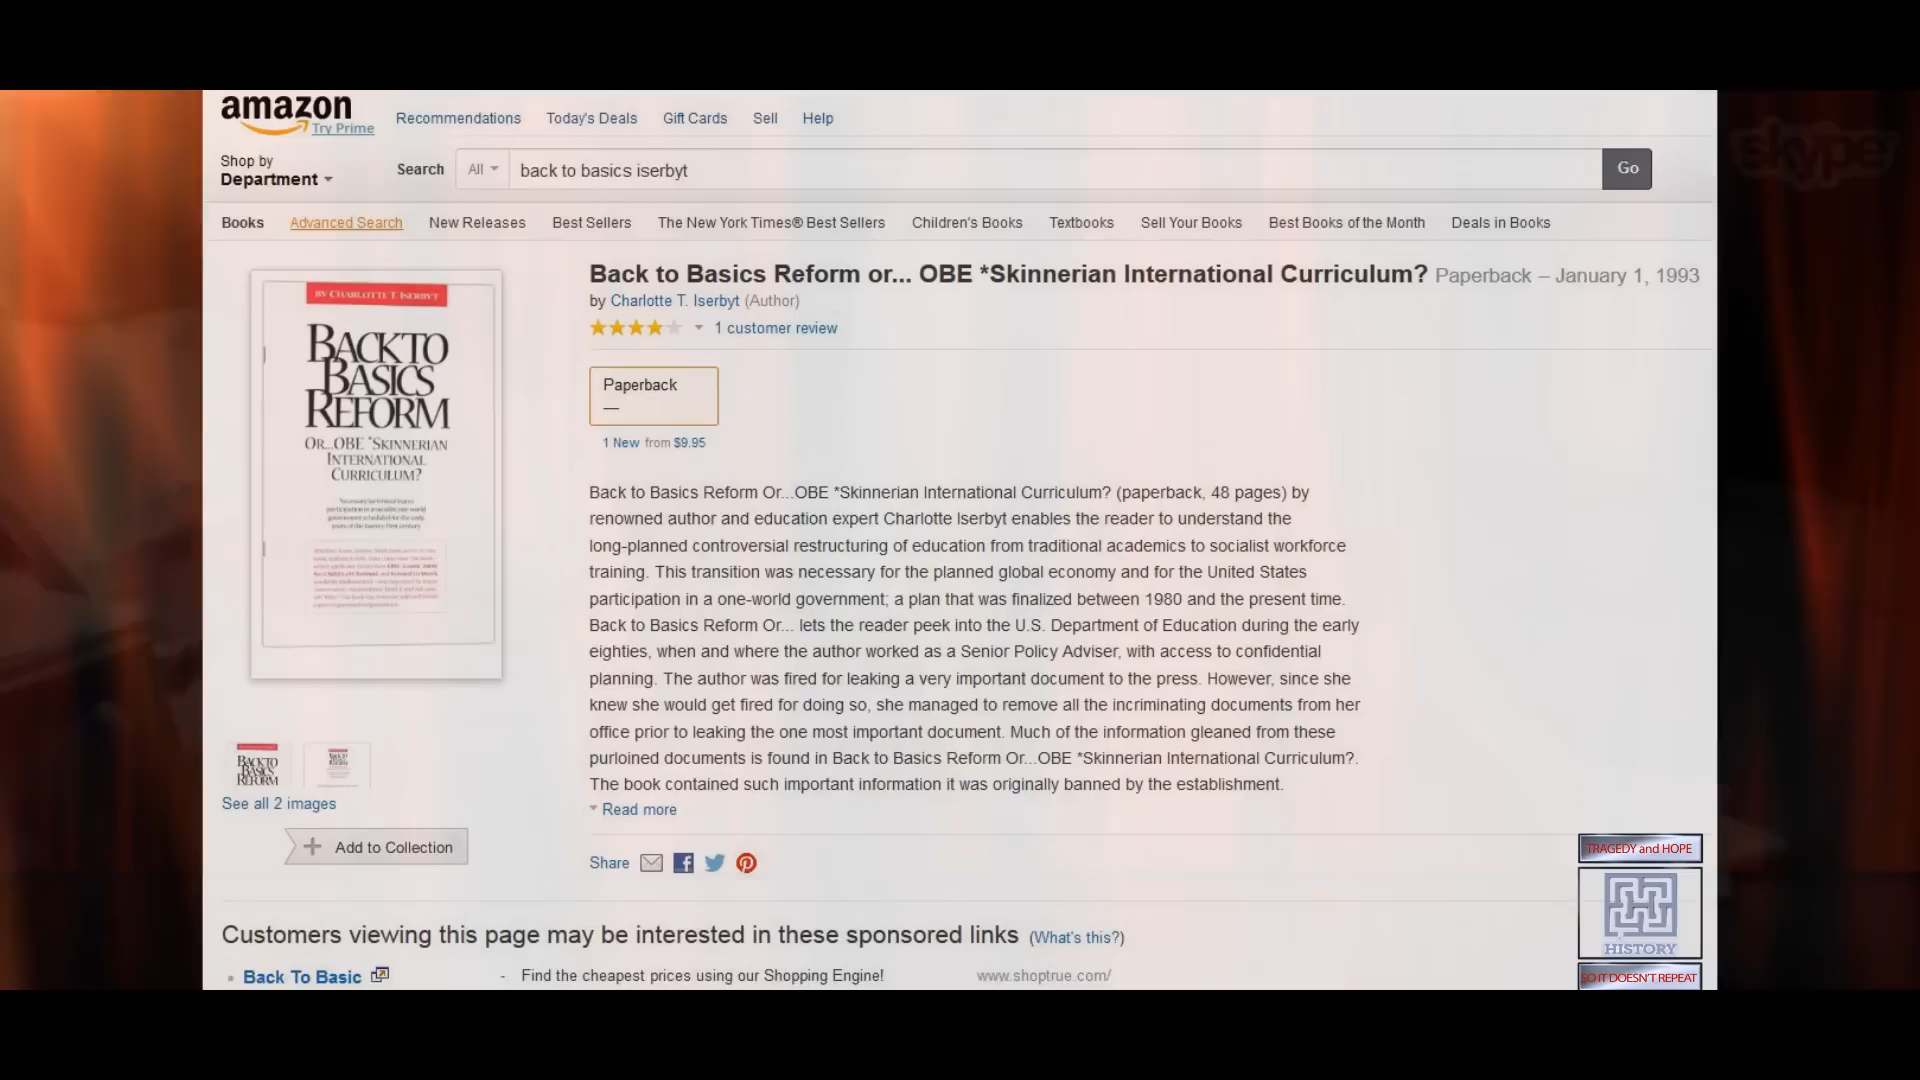 amazon
Try Prime
Recommendations Today's Deals Gift Cards Sell Help
skype
Shop by
Department
Search All back to basics iserbyt Go
Books Advanced Search New Releases Best Sellers The New York Times® Best Sellers Children's Books Textbooks Sell Your Books Best Books of the Month Deals in Books
BY CHARLOTTE T. ISERBYT
BACK TO
BASICS
REFORM
OR...OBE *SKINNERIAN
INTERNATIONAL
CURRICULUM?
Back to Basics Reform or... OBE *Skinnerian International Curriculum? Paperback – January 1, 1993
by Charlotte T. Iserbyt (Author)
1 customer review
Paperback
—
1 New from $9.95
Back to Basics Reform Or...OBE *Skinnerian International Curriculum? (paperback, 48 pages) by
renowned author and education expert Charlotte Iserbyt enables the reader to understand the
long-planned controversial restructuring of education from traditional academics to socialist workforce
training. This transition was necessary for the planned global economy and for the United States
participation in a one-world government; a plan that was finalized between 1980 and the present time.
Back to Basics Reform Or... lets the reader peek into the U.S. Department of Education during the early
eighties, when and where the author worked as a Senior Policy Adviser, with access to confidential
planning. The author was fired for leaking a very important document to the press. However, since she
knew she would get fired for doing so, she managed to remove all the incriminating documents from her
office prior to leaking the one most important document. Much of the information gleaned from these
purloined documents is found in Back to Basics Reform Or...OBE *Skinnerian International Curriculum?.
The book contained such important information it was originally banned by the establishment.
Read more
BACK TO
BASICS
REFORM
See all 2 images
Add to Collection
Share
TRAGEDY and HOPE
HISTORY
SO IT DOESN'T REPEAT
Customers viewing this page may be interested in these sponsored links (What's this?)
Back To Basic - Find the cheapest prices using our Shopping Engine! www.shoptrue.com/